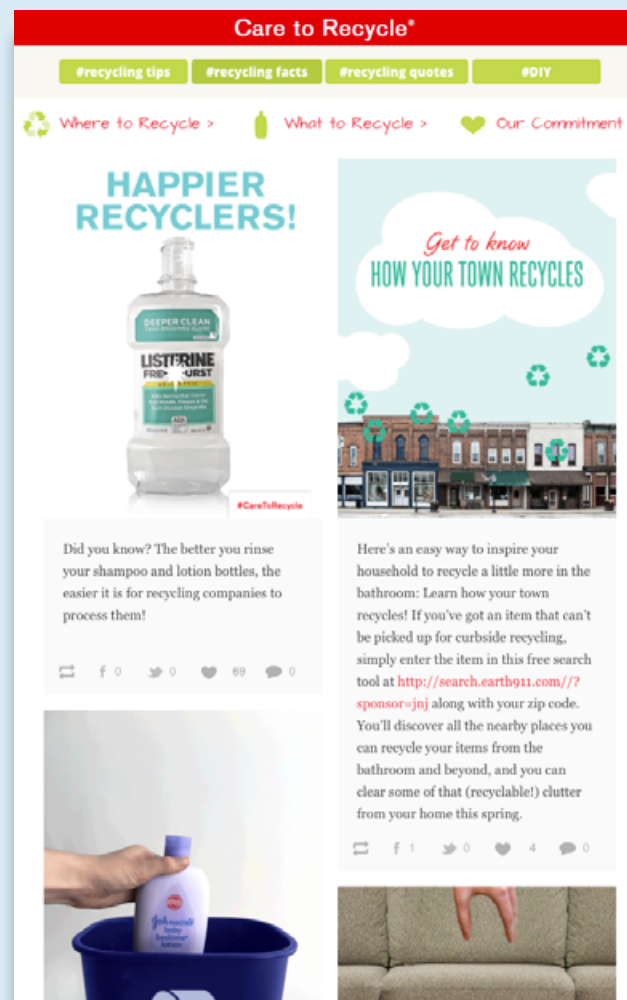 Care to Recycle®
#recycling tips
#recycling facts
#recycling quotes
#DIY
Where to Recycle >
What to Recycle >
Our Commitment
HAPPIER
RECYCLERS!
DEEPER CLEAN
LISTERINE
#CareToRecycle
Did you know? The better you rinse
your shampoo and lotion bottles, the
easier it is for recycling companies to
process them!
0
0
69
0
Get to know
HOW YOUR TOWN RECYCLES
Here's an easy way to inspire your
household to recycle a little more in the
bathroom: Learn how your town
recycles! If you've got an item that can't
be picked up for curbside recycling,
simply enter the item in this free search
tool at http://search.earth911.com//?
sponsor=jnj along with your zip code.
You'll discover all the nearby places you
can recycle your items from the
bathroom and beyond, and you can
clear some of that (recyclable!) clutter
from your home this spring.
1
0
4
0
Johnson's
baby
bedtime
lotion